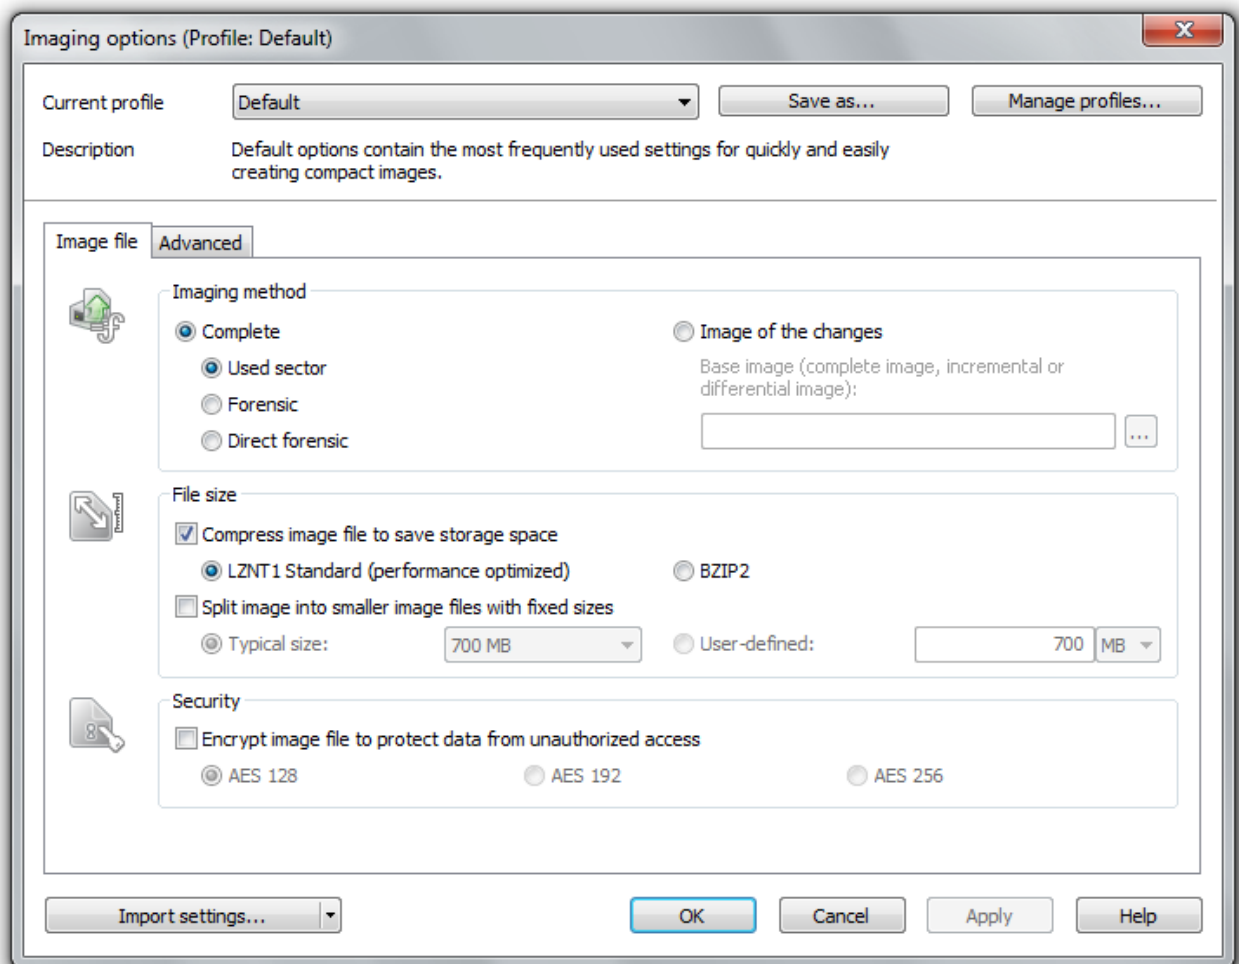 Imaging options (Profile: Default)
Current profile Default Save as... Manage profiles...
Description Default options contain the most frequently used settings for quickly and easily
creating compact images.
Image file Advanced
Imaging method
Complete Image of the changes
Used sector Base image (complete image, incremental or
differential image):
Forensic
Direct forensic ...
File size
Compress image file to save storage space
LZNT1 Standard (performance optimized) BZIP2
Split image into smaller image files with fixed sizes
Typical size: 700 MB User-defined: 700 MB
Security
Encrypt image file to protect data from unauthorized access
AES 128 AES 192 AES 256
Import settings... OK Cancel Apply Help